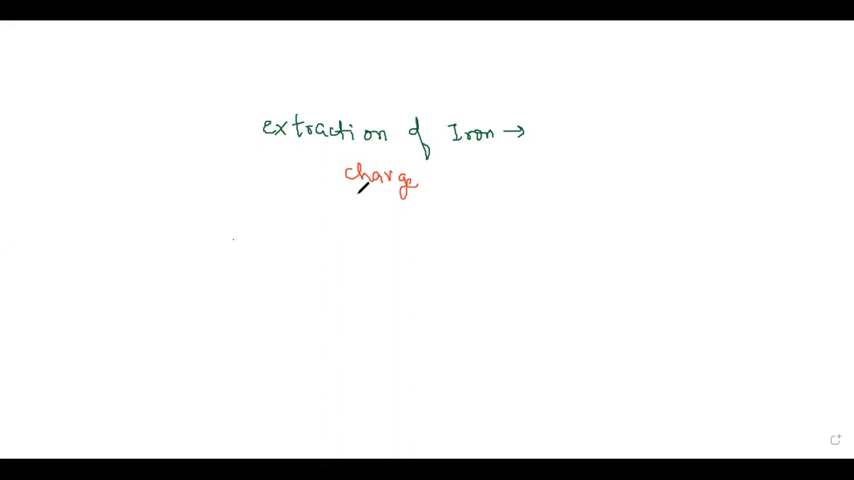 extraction of Iron →
charge